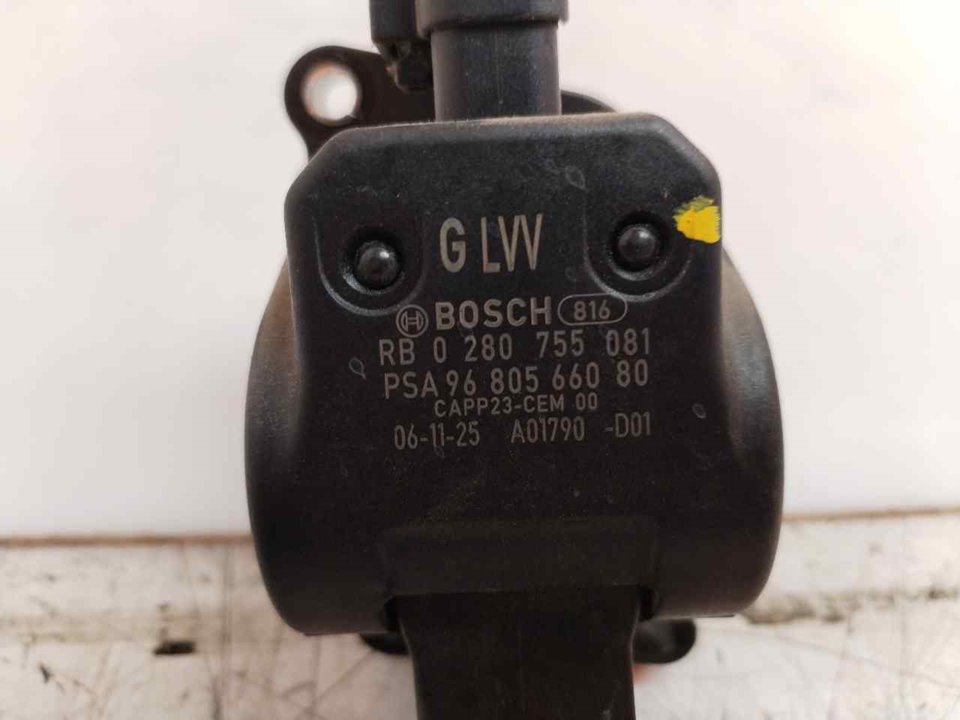 G LVV
BOSCH 816
RB 0 280 755 081
PSA 96 805 660 80
CAPP23-CEM 00
06-11-25 A01790 -D01